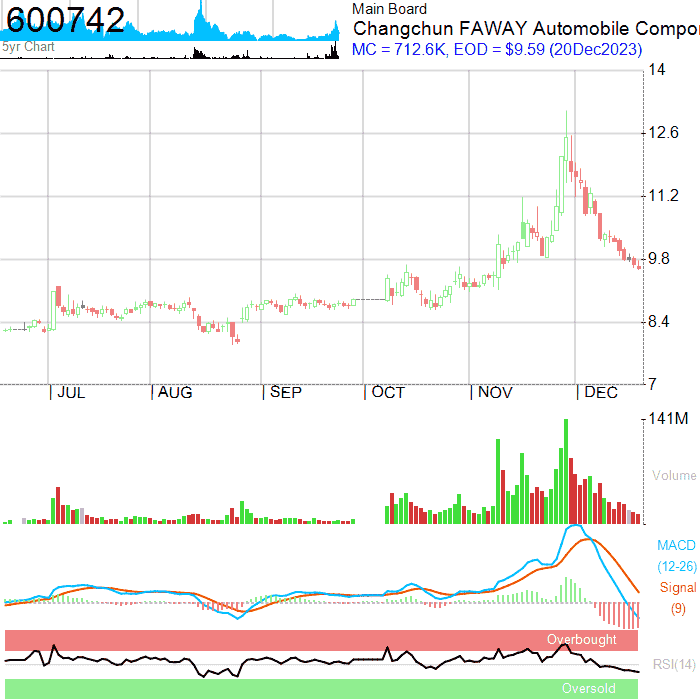 600742
5yr Chart
Main Board
Changchun FAWAY Automobile Compo
MC = 712.6K, EOD = $9.59 (20Dec2023)
14
12.6
11.2
9.8
8.4
7
JUL
AUG
SEP
OCT
NOV
DEC
141M
Volume
MACD
(12-26)
Signal
(9)
Overbought
RSI(14)
Oversold